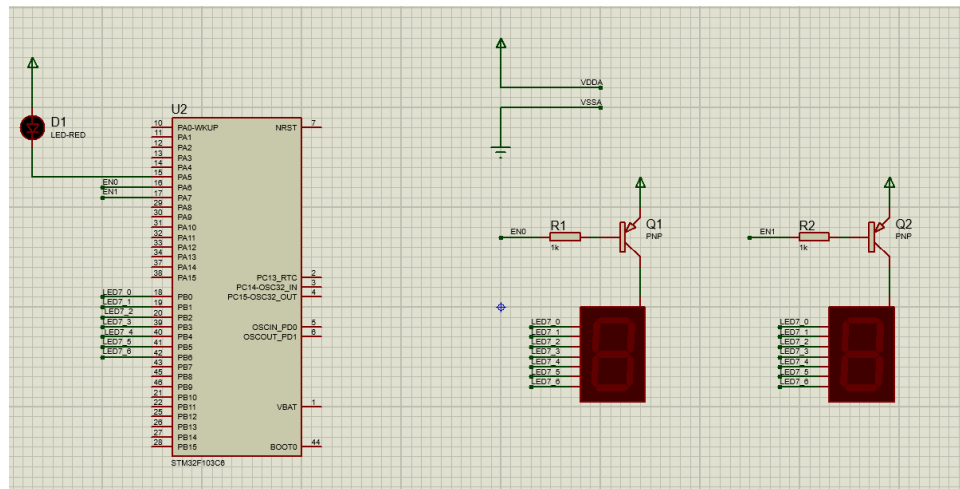 VDDA
VSSA
D1
LED-RED
U2
10 PA0-WKUP NRST 7
11 PA1
12 PA2
13 PA3
14 PA4
15 PA5
EN0 16 PA6
EN1 17 PA7
29 PA8
30 PA9
31 PA10
32 PA11
33 PA12
34 PA13
37 PA14
38 PA15
PC13_RTC 2
PC14-OSC32_IN 3
PC15-OSC32_OUT 4
LED7_0 18 PB0
LED7_1 19 PB1
LED7_2 20 PB2
LED7_3 39 PB3
LED7_4 40 PB4
LED7_5 41 PB5
LED7_6 42 PB6
43 PB7
45 PB8
46 PB9
21 PB10
22 PB11
25 PB12
26 PB13
27 PB14
28 PB15
OSCIN_PD0 5
OSCOUT_PD1 6
VBAT 1
BOOT0 44
STM32F103C6
EN0
R1
1k
Q1
PNP
LED7_0
LED7_1
LED7_2
LED7_3
LED7_4
LED7_5
LED7_6
EN1
R2
1k
Q2
PNP
LED7_0
LED7_1
LED7_2
LED7_3
LED7_4
LED7_5
LED7_6